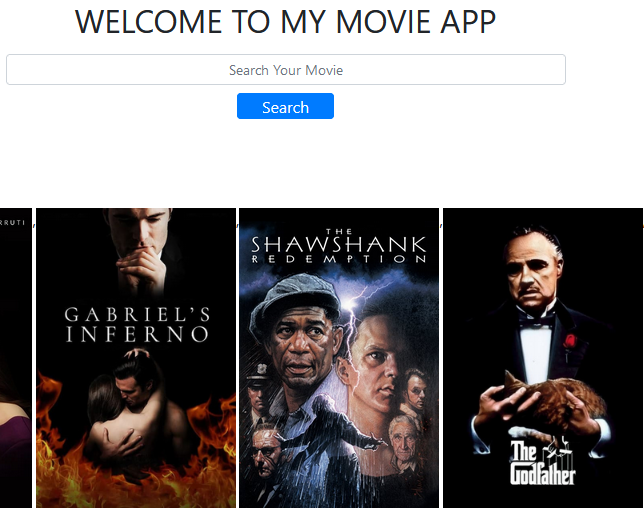 WELCOME TO MY MOVIE APP
Search Your Movie
Search
RRUTI
,
,
,
GABRIEL'S
INFERNO
THE
SHAWSHANK
REDEMPTION
The
Godfather